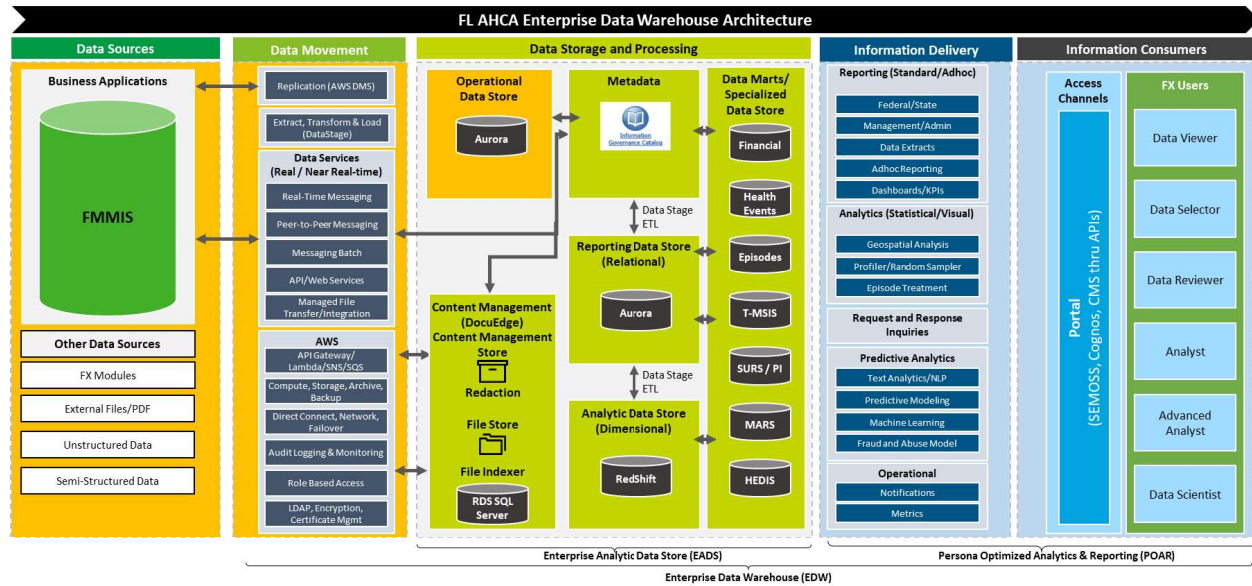 FL AHCA Enterprise Data Warehouse Architecture
Data Sources
Business Applications
FMMIS
Other Data Sources
FX Modules
External Files/PDF
Unstructured Data
Semi-Structured Data
Data Movement
Replication (AWS DMS)
Extract, Transform & Load
(DataStage)
Data Services
(Real / Near Real-time)
Real-Time Messaging
Peer-to-Peer Messaging
Messaging Batch
API/Web Services
Managed File
Transfer/Integration
AWS
API Gateway/
Lambda/SNS/SQS
Compute, Storage, Archive,
Backup
Direct Connect, Network,
Failover
Audit Logging & Monitoring
Role Based Access
LDAP, Encryption,
Certificate Mgmt
Data Storage and Processing
Operational
Data Store
Aurora
Content Management
(DocuEdge)
Content Management
Store
Redaction
File Store
File Indexer
RDS SQL
Server
Metadata
Information
Governance Catalog
Data Stage
ETL
Reporting Data Store
(Relational)
Aurora
Data Stage
ETL
Analytic Data Store
(Dimensional)
RedShift
Data Marts/
Specialized
Data Store
Financial
Health
Events
Episodes
T-MSIS
SURS / PI
MARS
HEDIS
Information Delivery
Reporting (Standard/Adhoc)
Federal/State
Management/Admin
Data Extracts
Adhoc Reporting
Dashboards/KPIs
Analytics (Statistical/Visual)
Geospatial Analysis
Profiler/Random Sampler
Episode Treatment
Request and Response
Inquiries
Predictive Analytics
Text Analytics/NLP
Predictive Modeling
Machine Learning
Fraud and Abuse Model
Operational
Notifications
Metrics
Information Consumers
Access
Channels
Portal
(SEMOSS, Cognos, CMS thru APIs)
FX Users
Data Viewer
Data Selector
Data Reviewer
Analyst
Advanced
Analyst
Data Scientist
Enterprise Analytic Data Store (EADS)
Persona Optimized Analytics & Reporting (POAR)
Enterprise Data Warehouse (EDW)